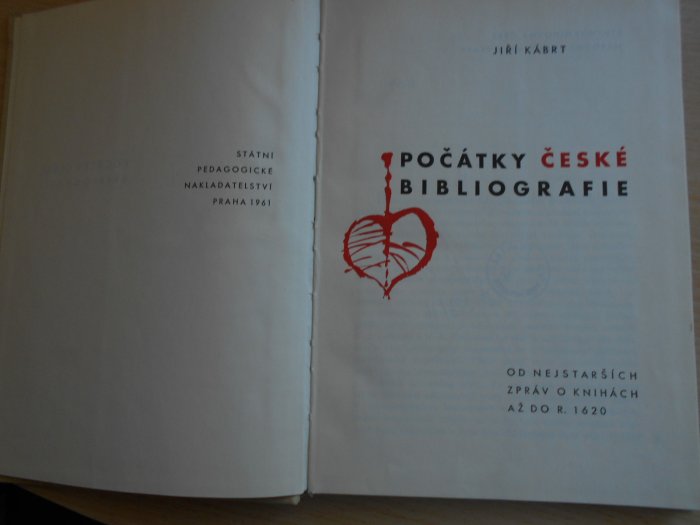 STÁTNÍ
PEDAGOGICKÉ
NAKLADATELSTVÍ
PRAHA 1961
JIŘÍ KÁBRT
POČÁTKY ČESKÉ
BIBLIOGRAFIE
OD NEJSTARŠÍCH
ZPRÁV O KNIHÁCH
AŽ DO R. 1620